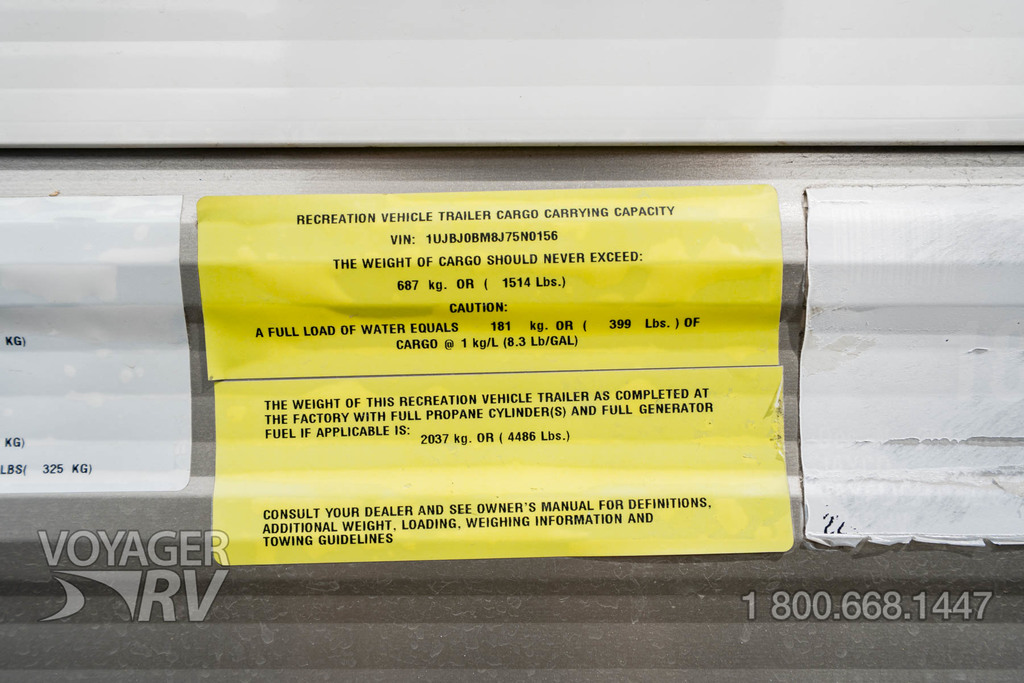 RECREATION VEHICLE TRAILER CARGO CARRYING CAPACITY
VIN: 1UJBJ0BM8J75N0156
THE WEIGHT OF CARGO SHOULD NEVER EXCEED:
687 kg. OR ( 1514 Lbs.)
CAUTION:
A FULL LOAD OF WATER EQUALS 181 kg. OR ( 399 Lbs. ) OF
CARGO @ 1 kg/L (8.3 Lb/GAL)
THE WEIGHT OF THIS RECREATION VEHICLE TRAILER AS COMPLETED AT
THE FACTORY WITH FULL PROPANE CYLINDER(S) AND FULL GENERATOR
FUEL IF APPLICABLE IS: 2037 kg. OR ( 4486 Lbs.)
CONSULT YOUR DEALER AND SEE OWNER'S MANUAL FOR DEFINITIONS,
ADDITIONAL WEIGHT, LOADING, WEIGHING INFORMATION AND
TOWING GUIDELINES
KG)
KG)
LBS( 325 KG)
VOYAGER
RV
1 800.668.1447